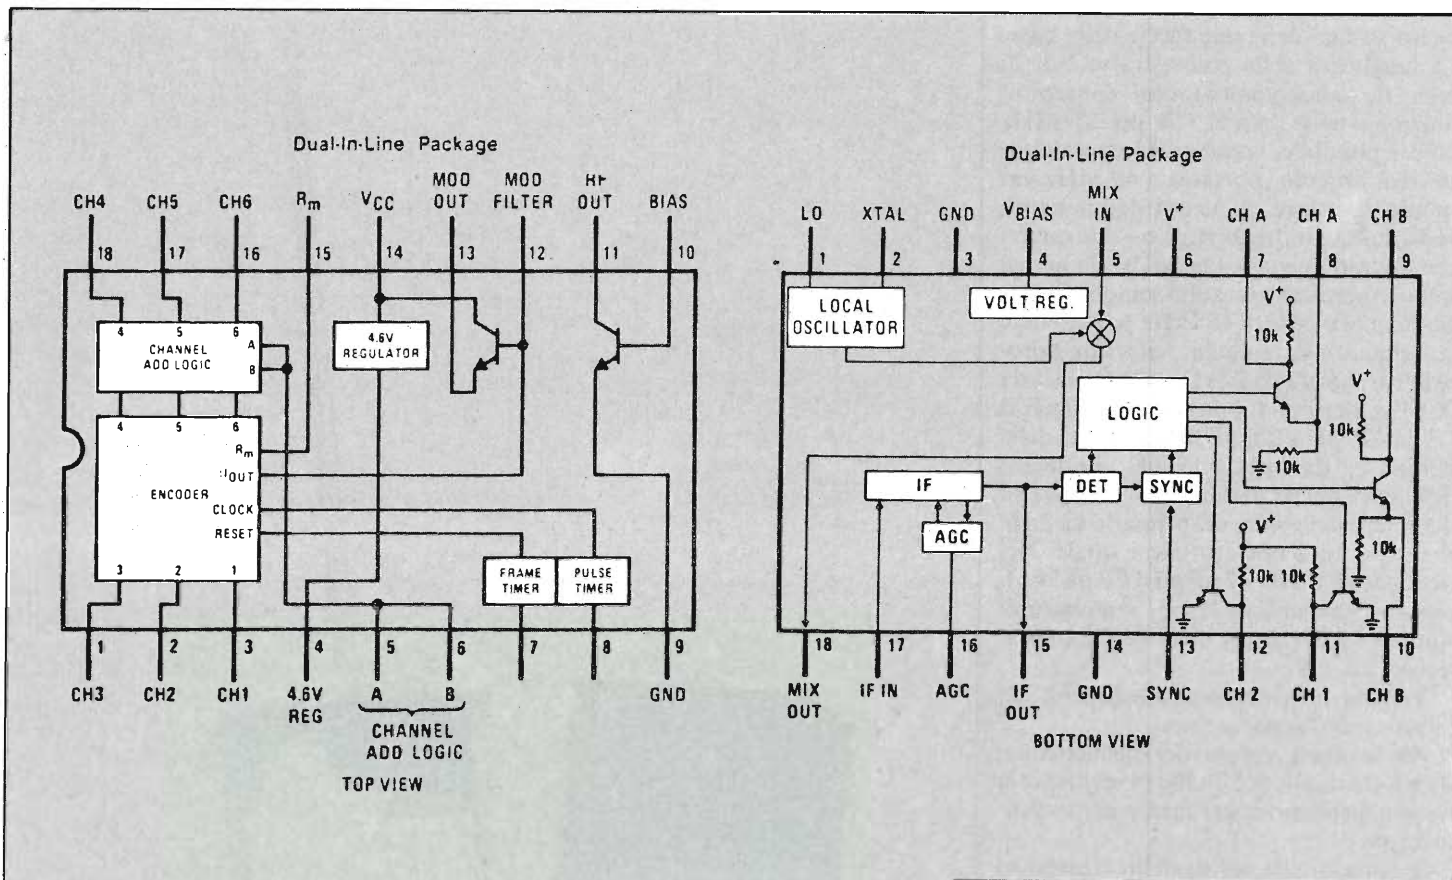 Dual-In-Line Package
CH4 CH5 CH6 Rm VCC MOD OUT MOD FILTER RF OUT BIAS
18 17 16 15 14 13 12 11 10
4 5 6
CHANNEL ADD LOGIC
A
B
4.6V REGULATOR
4 5 6
Rm
OUT
ENCODER
CLOCK
RESET
3 2 1
FRAME TIMER
PULSE TIMER
1 2 3 4 5 6 7 8 9
CH3 CH2 CH1 4.6V REG A B GND
CHANNEL ADD LOGIC
TOP VIEW
Dual-In-Line Package
LO XTAL GND VBIAS MIX IN V+ CH A CH A CH B
1 2 3 4 5 6 7 8 9
LOCAL OSCILLATOR
VOLT REG.
V+
10k
LOGIC
V+
10k
10k
IF
DET
SYNC
AGC
V+
10k
10k 10k
18 17 16 15 14 13 12 11 10
MIX OUT IF IN AGC IF OUT GND SYNC CH 2 CH 1 CH B
BOTTOM VIEW